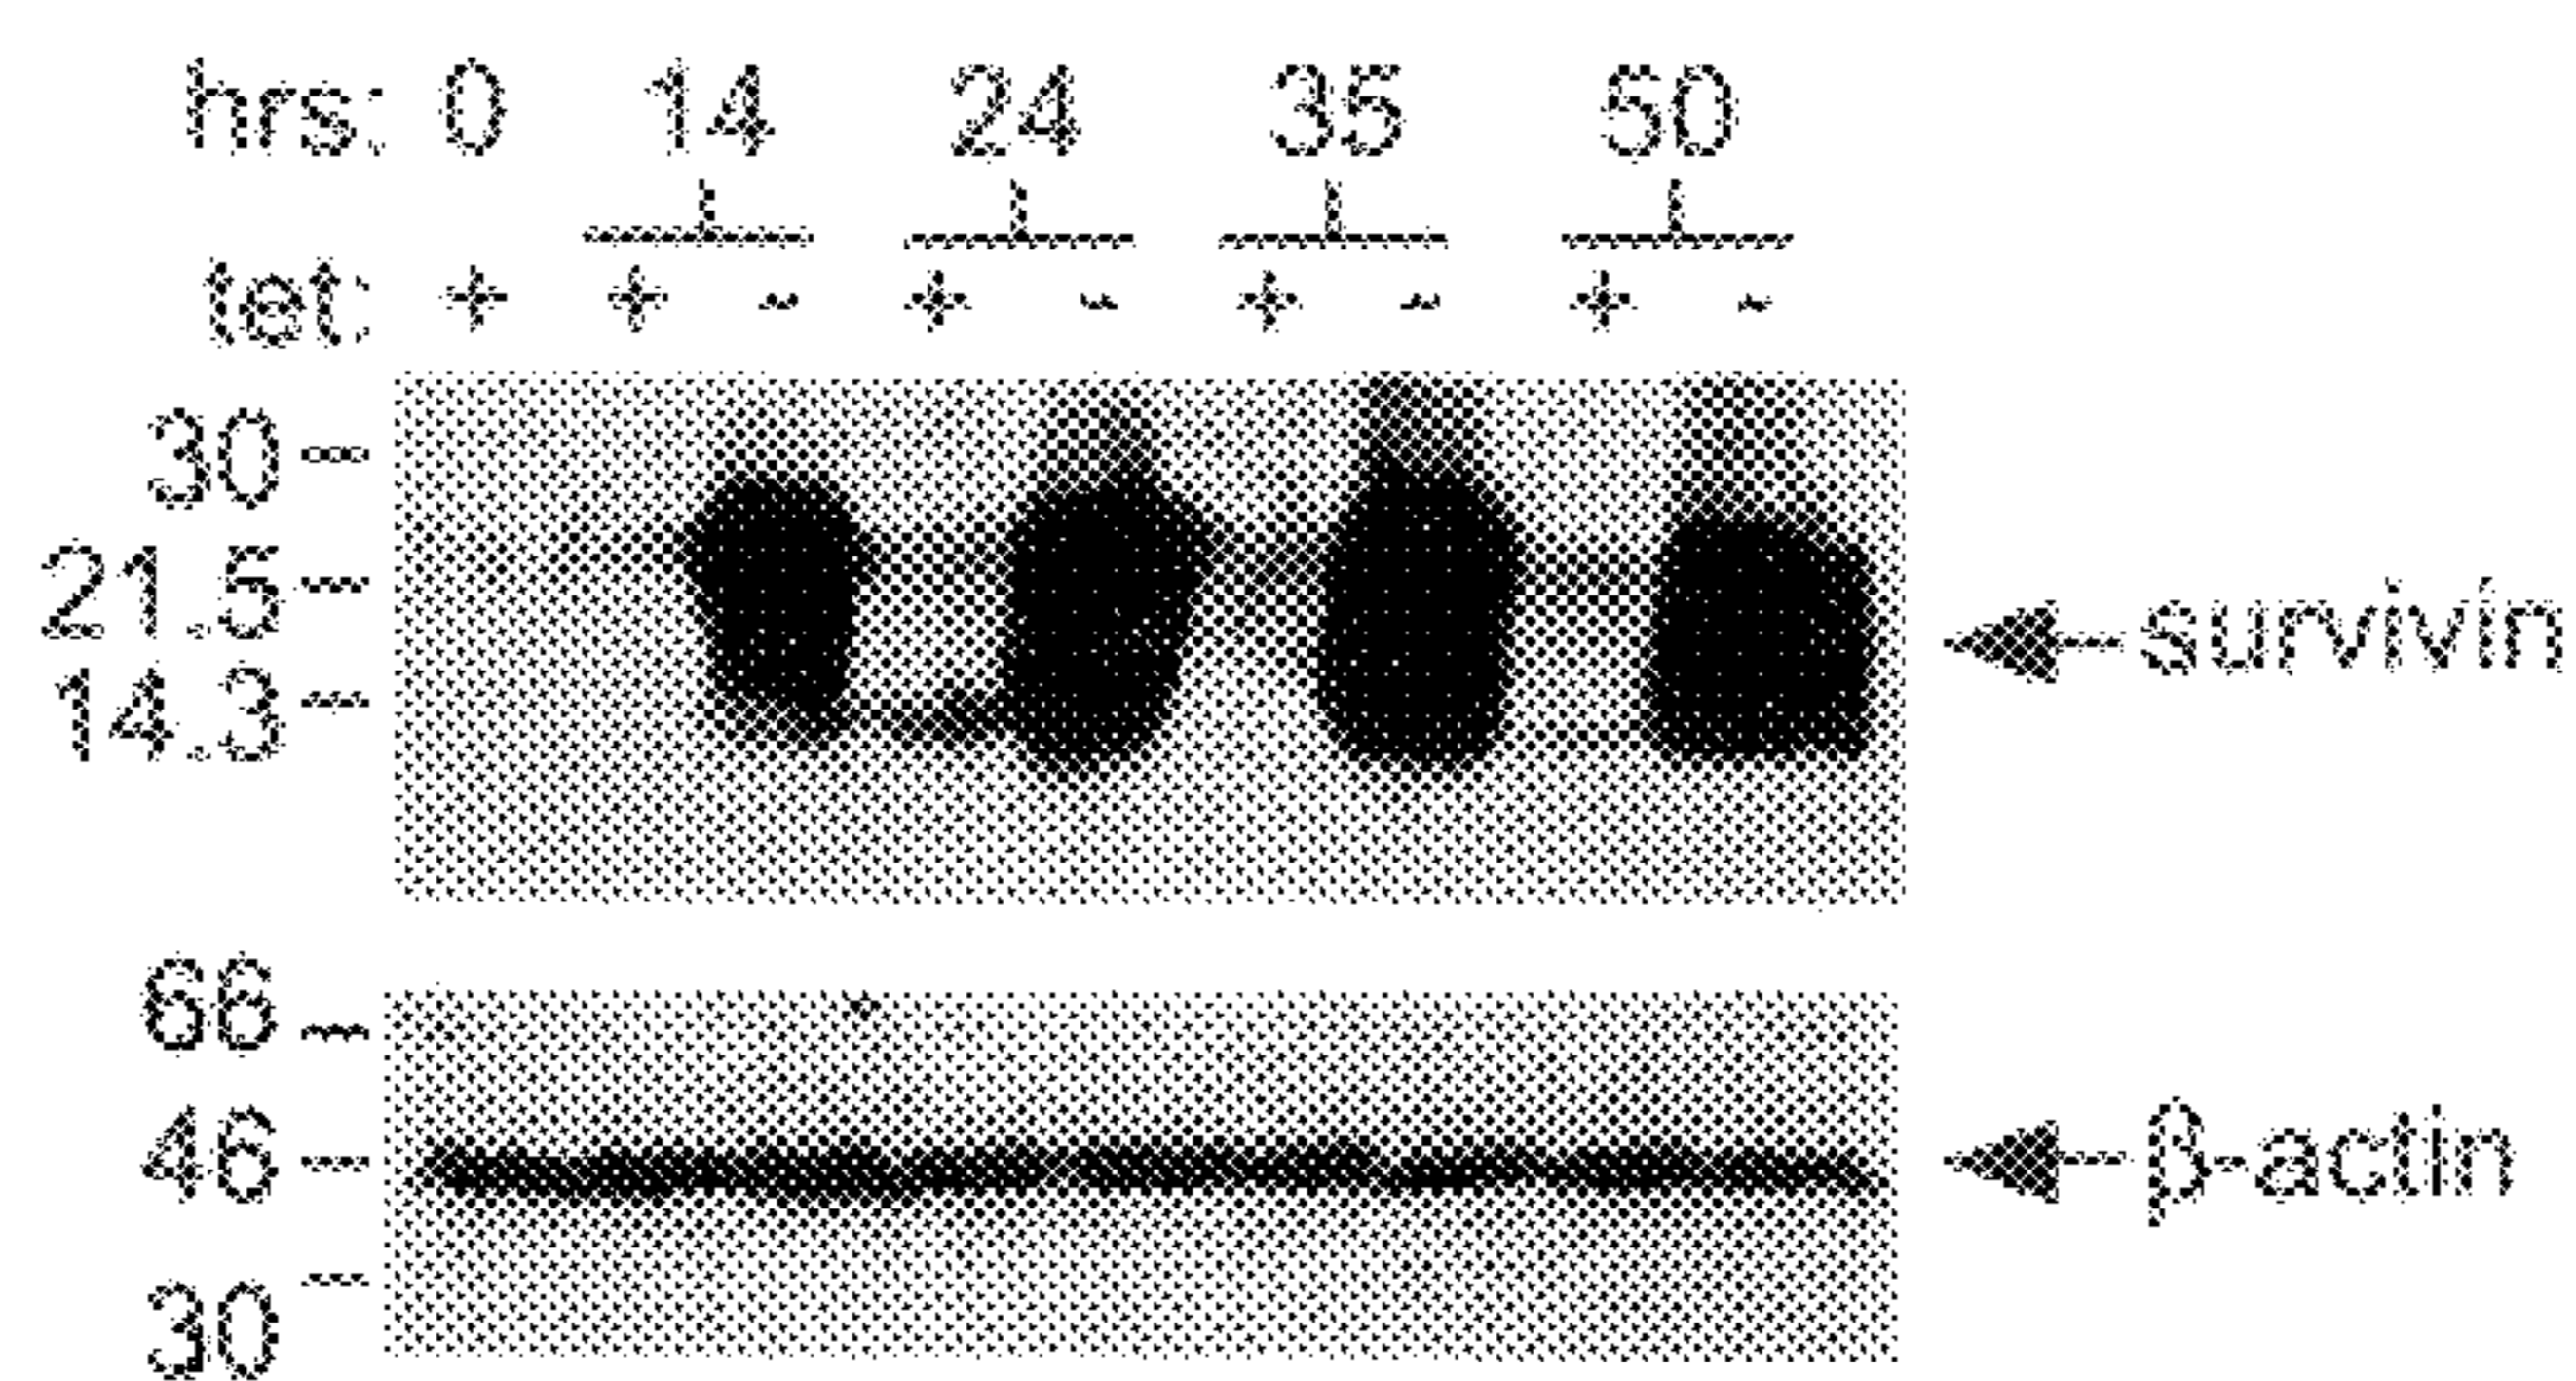 hrs: 0 14 24 35 50
tet: + + - + - + - + -
30
21.5
survivin
14.3
66
46
β-actin
30